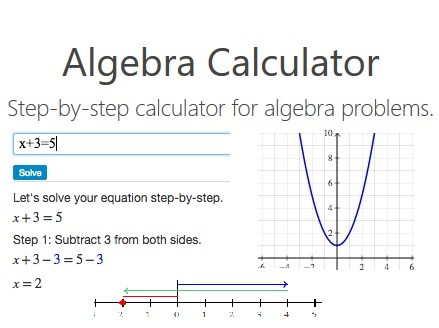 Algebra Calculator
Step-by-step calculator for algebra problems.
x+3=5
Solve
Let's solve your equation step-by-step.
x+3=5
Step 1: Subtract 3 from both sides.
x+3−3=5−3
x=2
10
8
6
4
2
-6 -4 -2 2 4 6